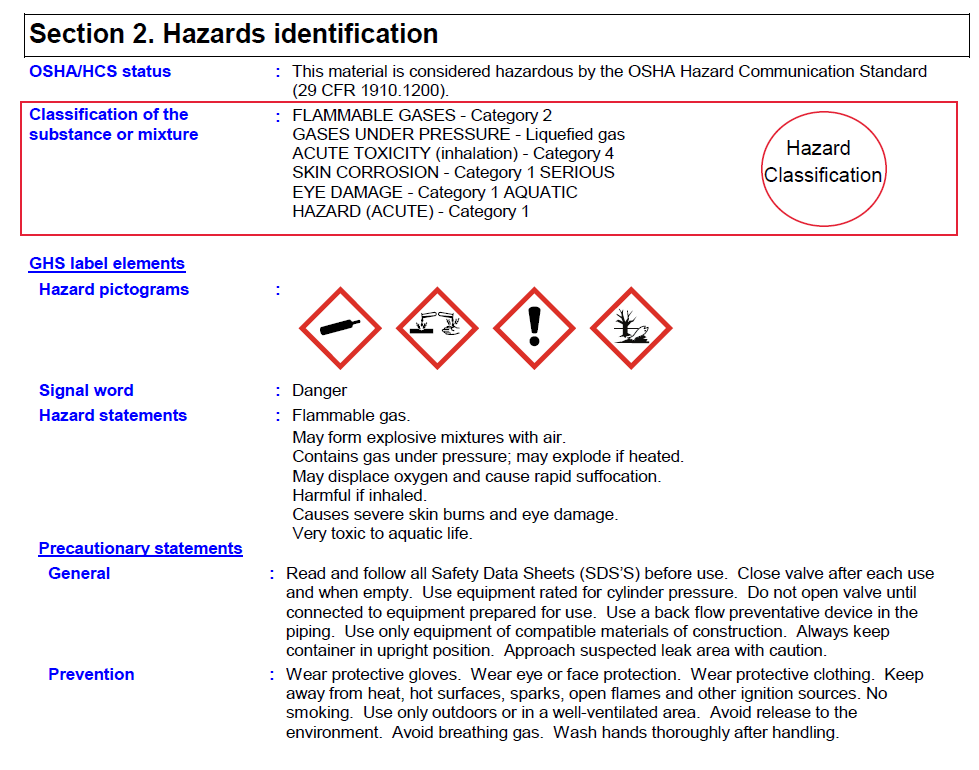 Section 2. Hazards identification
OSHA/HCS status : This material is considered hazardous by the OSHA Hazard Communication Standard
(29 CFR 1910.1200).
Classification of the
substance or mixture
: FLAMMABLE GASES - Category 2
GASES UNDER PRESSURE - Liquefied gas
ACUTE TOXICITY (inhalation) - Category 4
SKIN CORROSION - Category 1 SERIOUS
EYE DAMAGE - Category 1 AQUATIC
HAZARD (ACUTE) - Category 1
Hazard
Classification
GHS label elements
Hazard pictograms :
Signal word : Danger
Hazard statements : Flammable gas.
May form explosive mixtures with air.
Contains gas under pressure; may explode if heated.
May displace oxygen and cause rapid suffocation.
Harmful if inhaled.
Causes severe skin burns and eye damage.
Very toxic to aquatic life.
Precautionary statements
General : Read and follow all Safety Data Sheets (SDS’S) before use. Close valve after each use
and when empty. Use equipment rated for cylinder pressure. Do not open valve until
connected to equipment prepared for use. Use a back flow preventative device in the
piping. Use only equipment of compatible materials of construction. Always keep
container in upright position. Approach suspected leak area with caution.
Prevention : Wear protective gloves. Wear eye or face protection. Wear protective clothing. Keep
away from heat, hot surfaces, sparks, open flames and other ignition sources. No
smoking. Use only outdoors or in a well-ventilated area. Avoid release to the
environment. Avoid breathing gas. Wash hands thoroughly after handling.